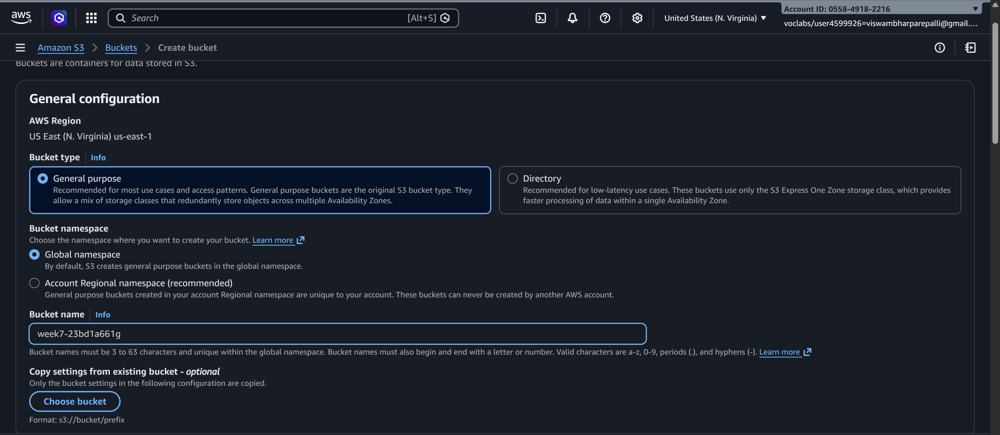 aws
Search
[Alt+S]
United States (N. Virginia)
Account ID: 0558-4918-2216
voclabs/user4599926=viswambharparepalli@gmail....
Amazon S3
Buckets
Create bucket
Buckets are containers for data stored in S3.
General configuration
AWS Region
US East (N. Virginia) us-east-1
Bucket type
Info
General purpose
Recommended for most use cases and access patterns. General purpose buckets are the original S3 bucket type. They
allow a mix of storage classes that redundantly store objects across multiple Availability Zones.
Directory
Recommended for low-latency use cases. These buckets use only the S3 Express One Zone storage class, which provides
faster processing of data within a single Availability Zone.
Bucket namespace
Choose the namespace where you want to create your bucket. Learn more
Global namespace
By default, S3 creates general purpose buckets in the global namespace.
Account Regional namespace (recommended)
General purpose buckets created in your account Regional namespace are unique to your account. These buckets can never be created by another AWS account.
Bucket name
Info
week7-23bd1a661g
Bucket names must be 3 to 63 characters and unique within the global namespace. Bucket names must also begin and end with a letter or number. Valid characters are a-z, 0-9, periods (.), and hyphens (-). Learn more
Copy settings from existing bucket - optional
Only the bucket settings in the following configuration are copied.
Choose bucket
Format: s3://bucket/prefix